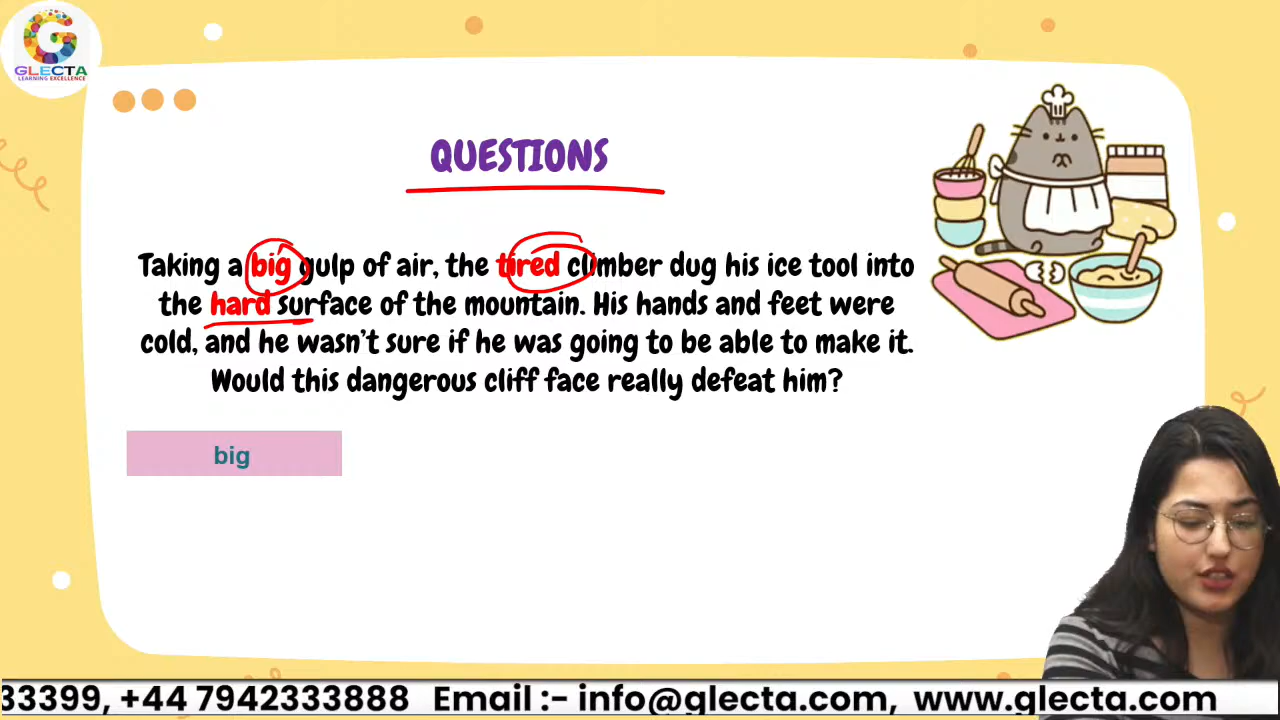 GLECTA
LEARNING EXCELLENCE
QUESTIONS
Taking a big gulp of air, the tired climber dug his ice tool into
the hard surface of the mountain. His hands and feet were
cold, and he wasn't sure if he was going to be able to make it.
Would this dangerous cliff face really defeat him?
big
33399, +44 7942333888 Email :- info@glecta.com, www.glecta.com